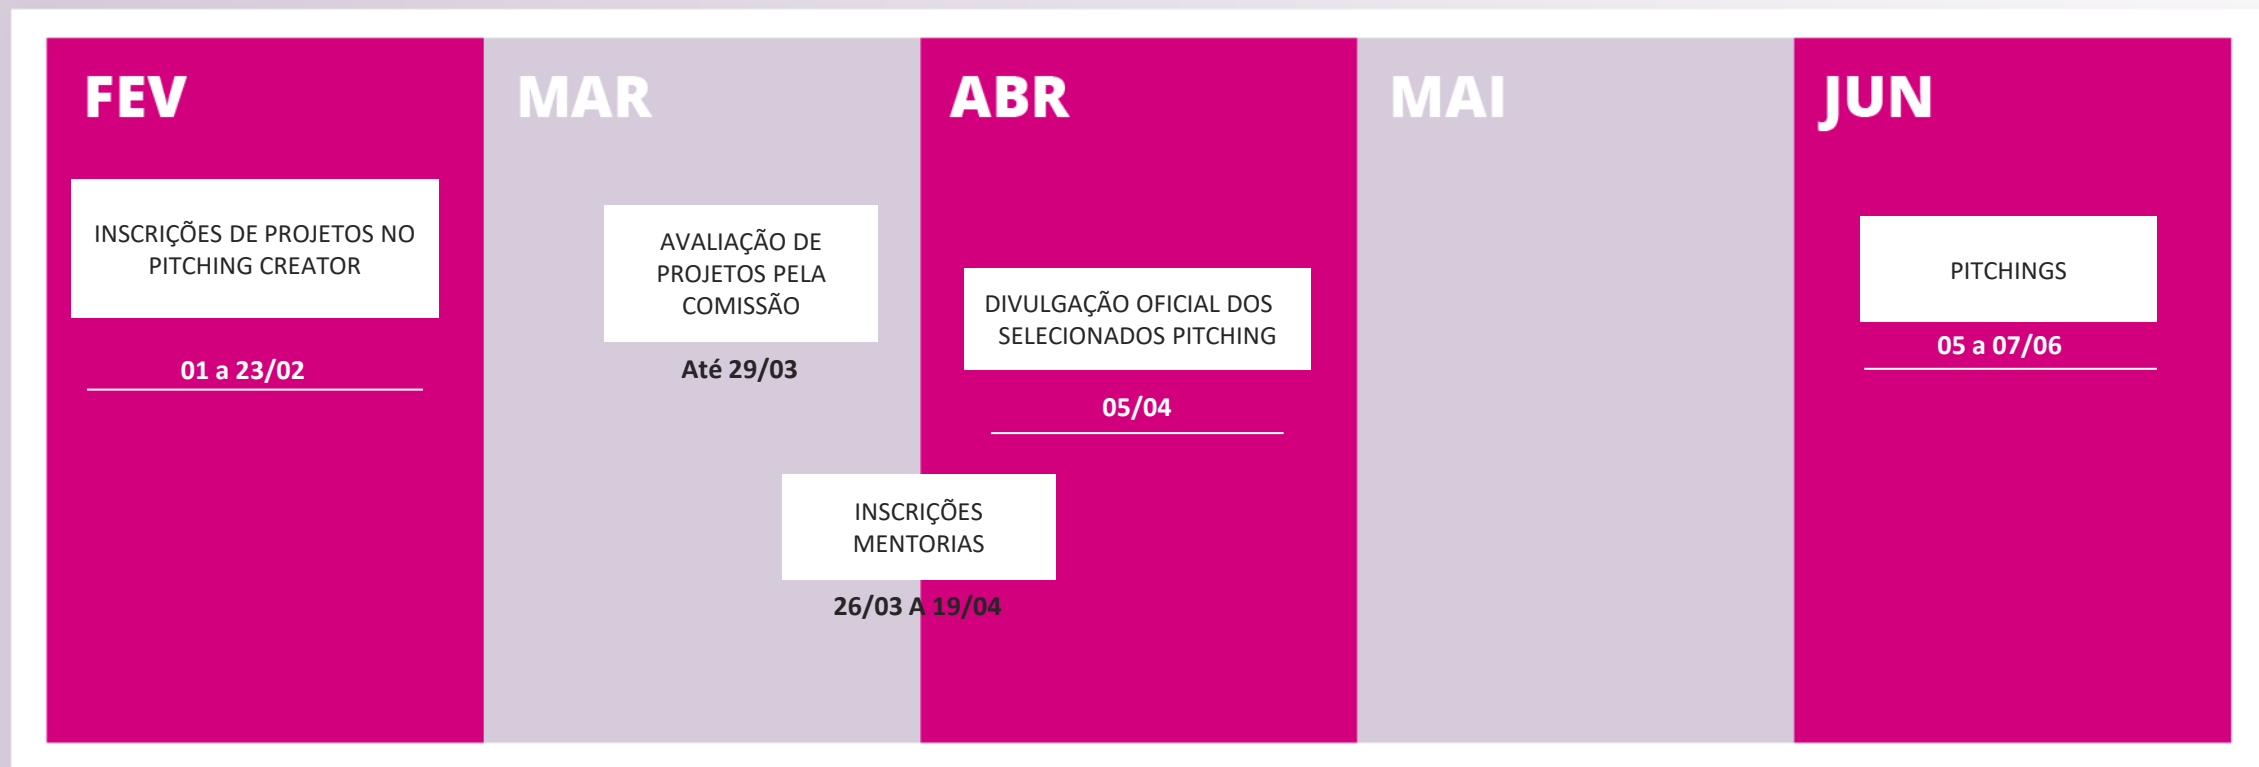 FEV
INSCRIÇÕES DE PROJETOS NO
PITCHING CREATOR
01 a 23/02
MAR
AVALIAÇÃO DE
PROJETOS PELA
COMISSÃO
Até 29/03
INSCRIÇÕES
MENTORIAS
26/03 A 19/04
ABR
DIVULGAÇÃO OFICIAL DOS
SELECIONADOS PITCHING
05/04
MAI
JUN
PITCHINGS
05 a 07/06